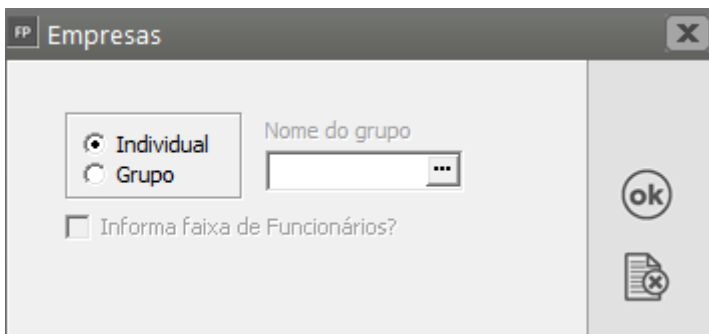 FP Empresas
Individual
Nome do grupo
Grupo
...
Informa faixa de Funcionários?
ok